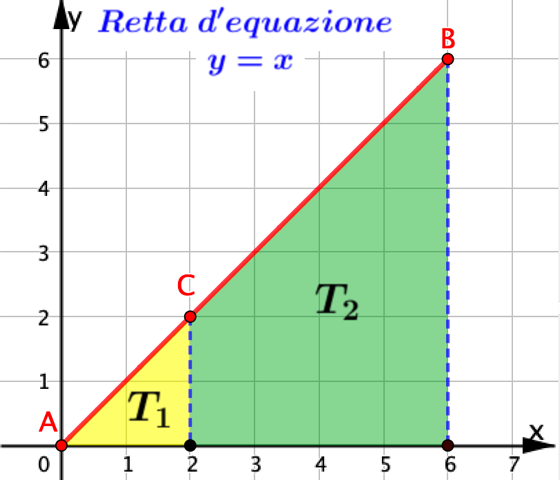 y
Retta d'equazione
y = x
B
6
5
4
3
C
2
T₂
1
T₁
A
x
0 1 2 3 4 5 6 7